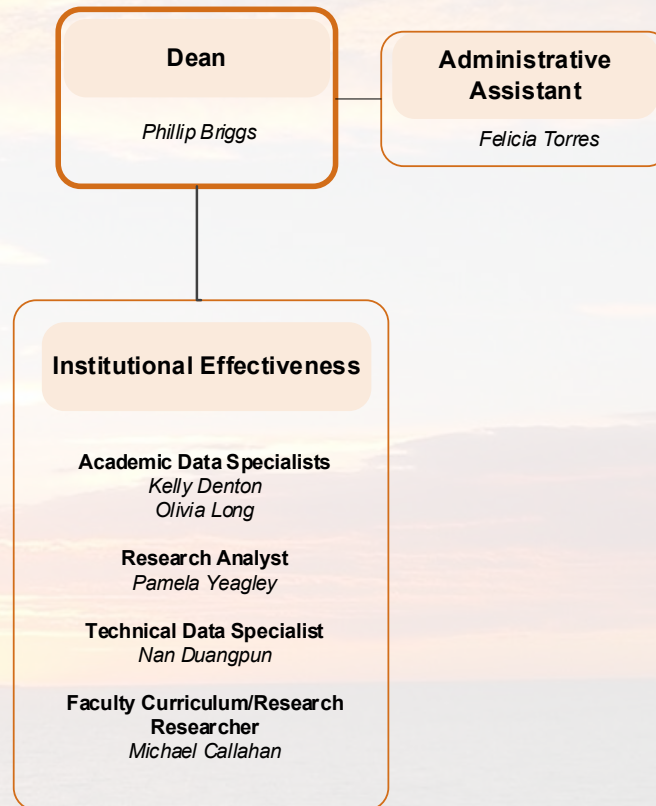 Dean
Phillip Briggs
Administrative
Assistant
Felicia Torres
Institutional Effectiveness
Academic Data Specialists
Kelly Denton
Olivia Long
Research Analyst
Pamela Yeagley
Technical Data Specialist
Nan Duangpun
Faculty Curriculum/Research
Researcher
Michael Callahan